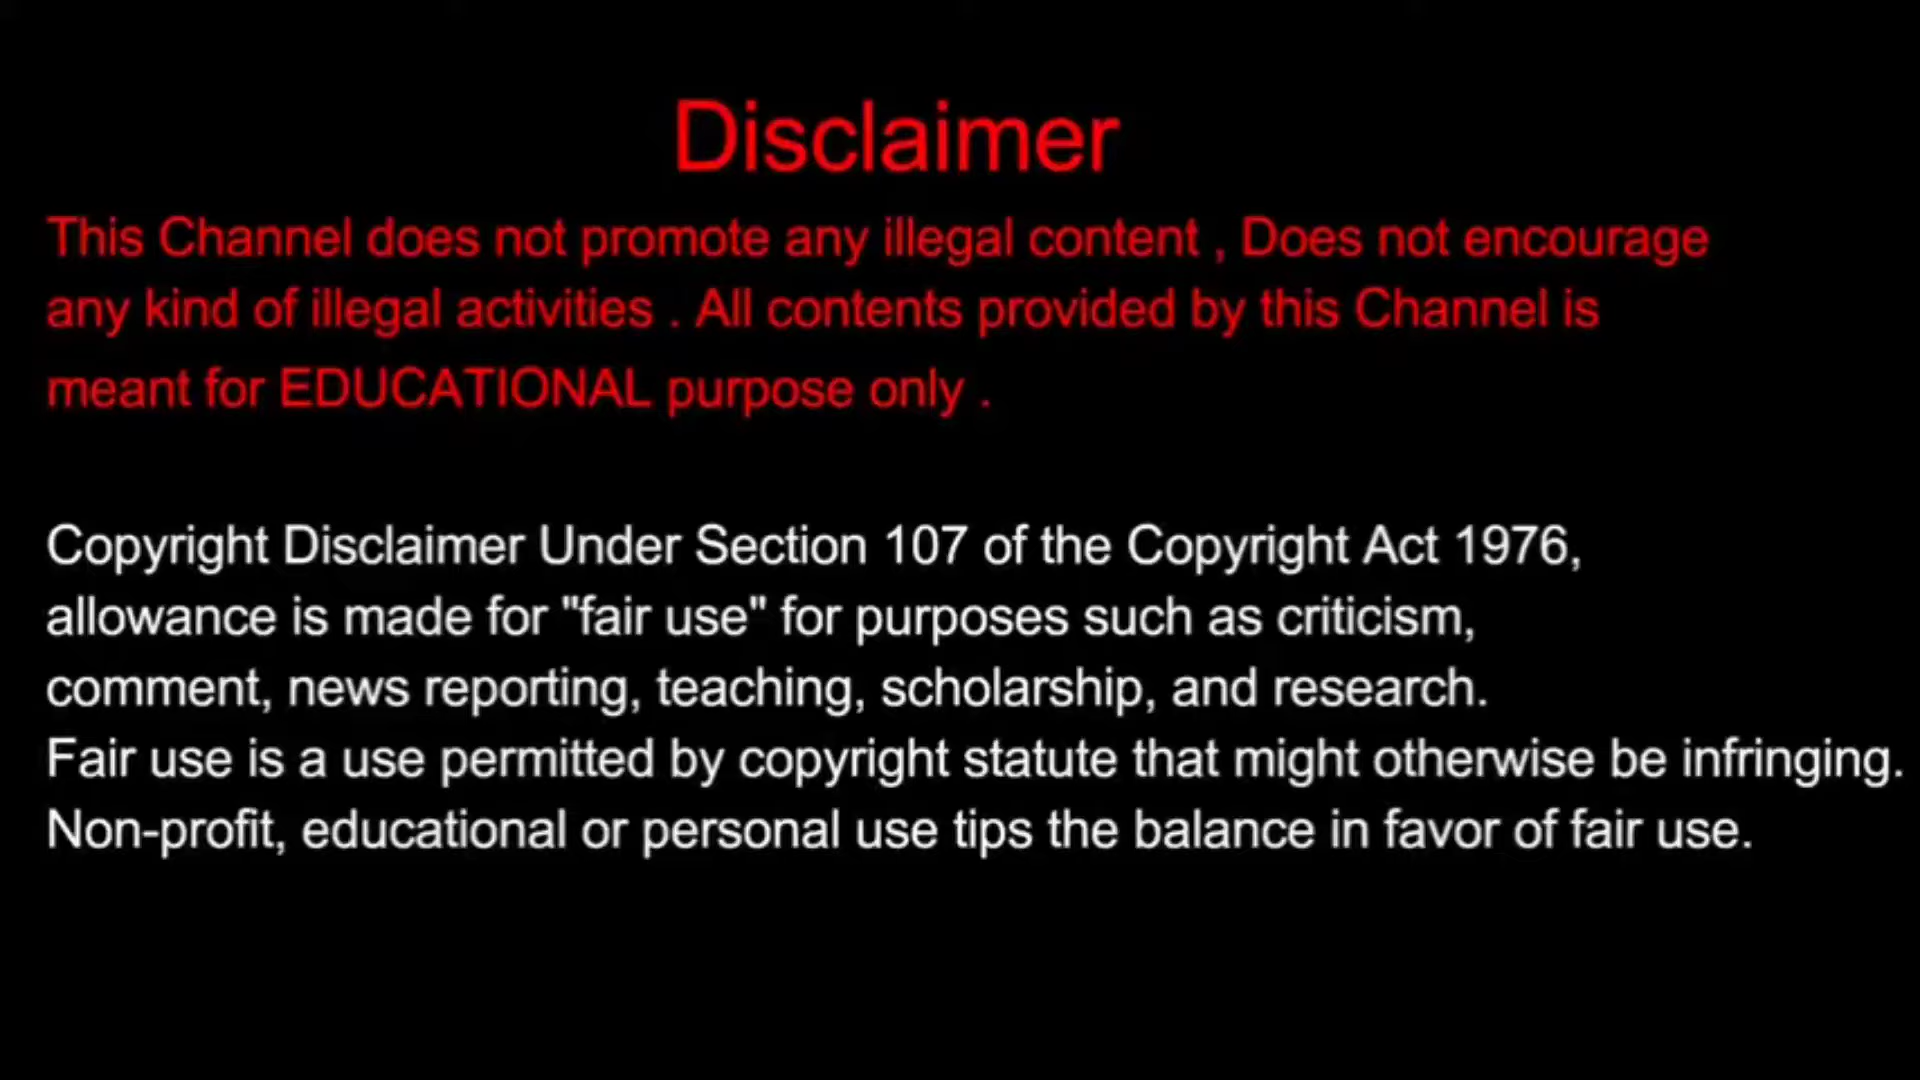 Disclaimer
This Channel does not promote any illegal content , Does not encourage
any kind of illegal activities . All contents provided by this Channel is
meant for EDUCATIONAL purpose only .
Copyright Disclaimer Under Section 107 of the Copyright Act 1976,
allowance is made for "fair use" for purposes such as criticism,
comment, news reporting, teaching, scholarship, and research.
Fair use is a use permitted by copyright statute that might otherwise be infringing.
Non-profit, educational or personal use tips the balance in favor of fair use.